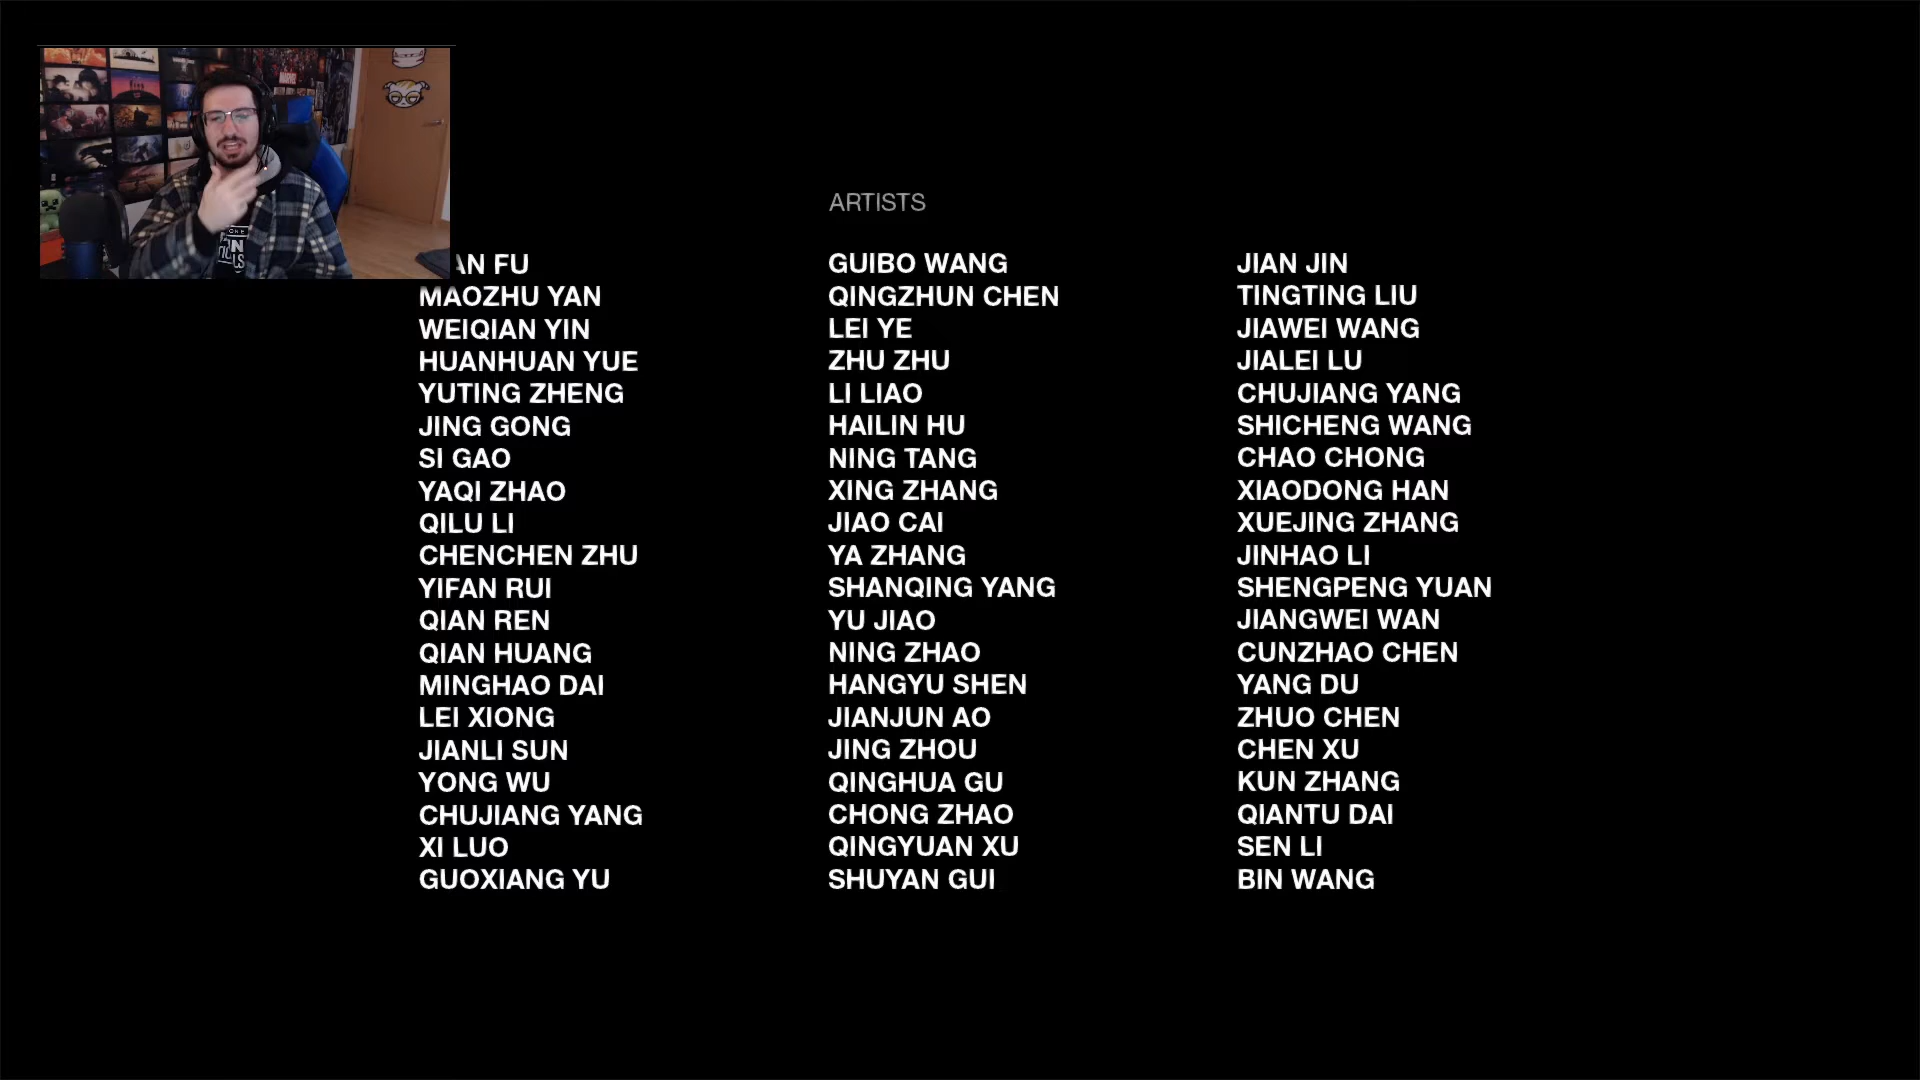 MARVEL
ARTISTS
FU
MAOZHU YAN
WEIQIAN YIN
HUANHUAN YUE
YUTING ZHENG
JING GONG
SI GAO
YAQI ZHAO
QILU LI
CHENCHEN ZHU
YIFAN RUI
QIAN REN
QIAN HUANG
MINGHAO DAI
LEI XIONG
JIANLI SUN
YONG WU
CHUJIANG YANG
XI LUO
GUOXIANG YU
GUIBO WANG
QINGZHUN CHEN
LEI YE
ZHU ZHU
LI LIAO
HAILIN HU
NING TANG
XING ZHANG
JIAO CAI
YA ZHANG
SHANQING YANG
YU JIAO
NING ZHAO
HANGYU SHEN
JIANJUN AO
JING ZHOU
QINGHUA GU
CHONG ZHAO
QINGYUAN XU
SHUYAN GUI
JIAN JIN
TINGTING LIU
JIAWEI WANG
JIALEI LU
CHUJIANG YANG
SHICHENG WANG
CHAO CHONG
XIAODONG HAN
XUEJING ZHANG
JINHAO LI
SHENGPENG YUAN
JIANGWEI WAN
CUNZHAO CHEN
YANG DU
ZHUO CHEN
CHEN XU
KUN ZHANG
QIANTU DAI
SEN LI
BIN WANG